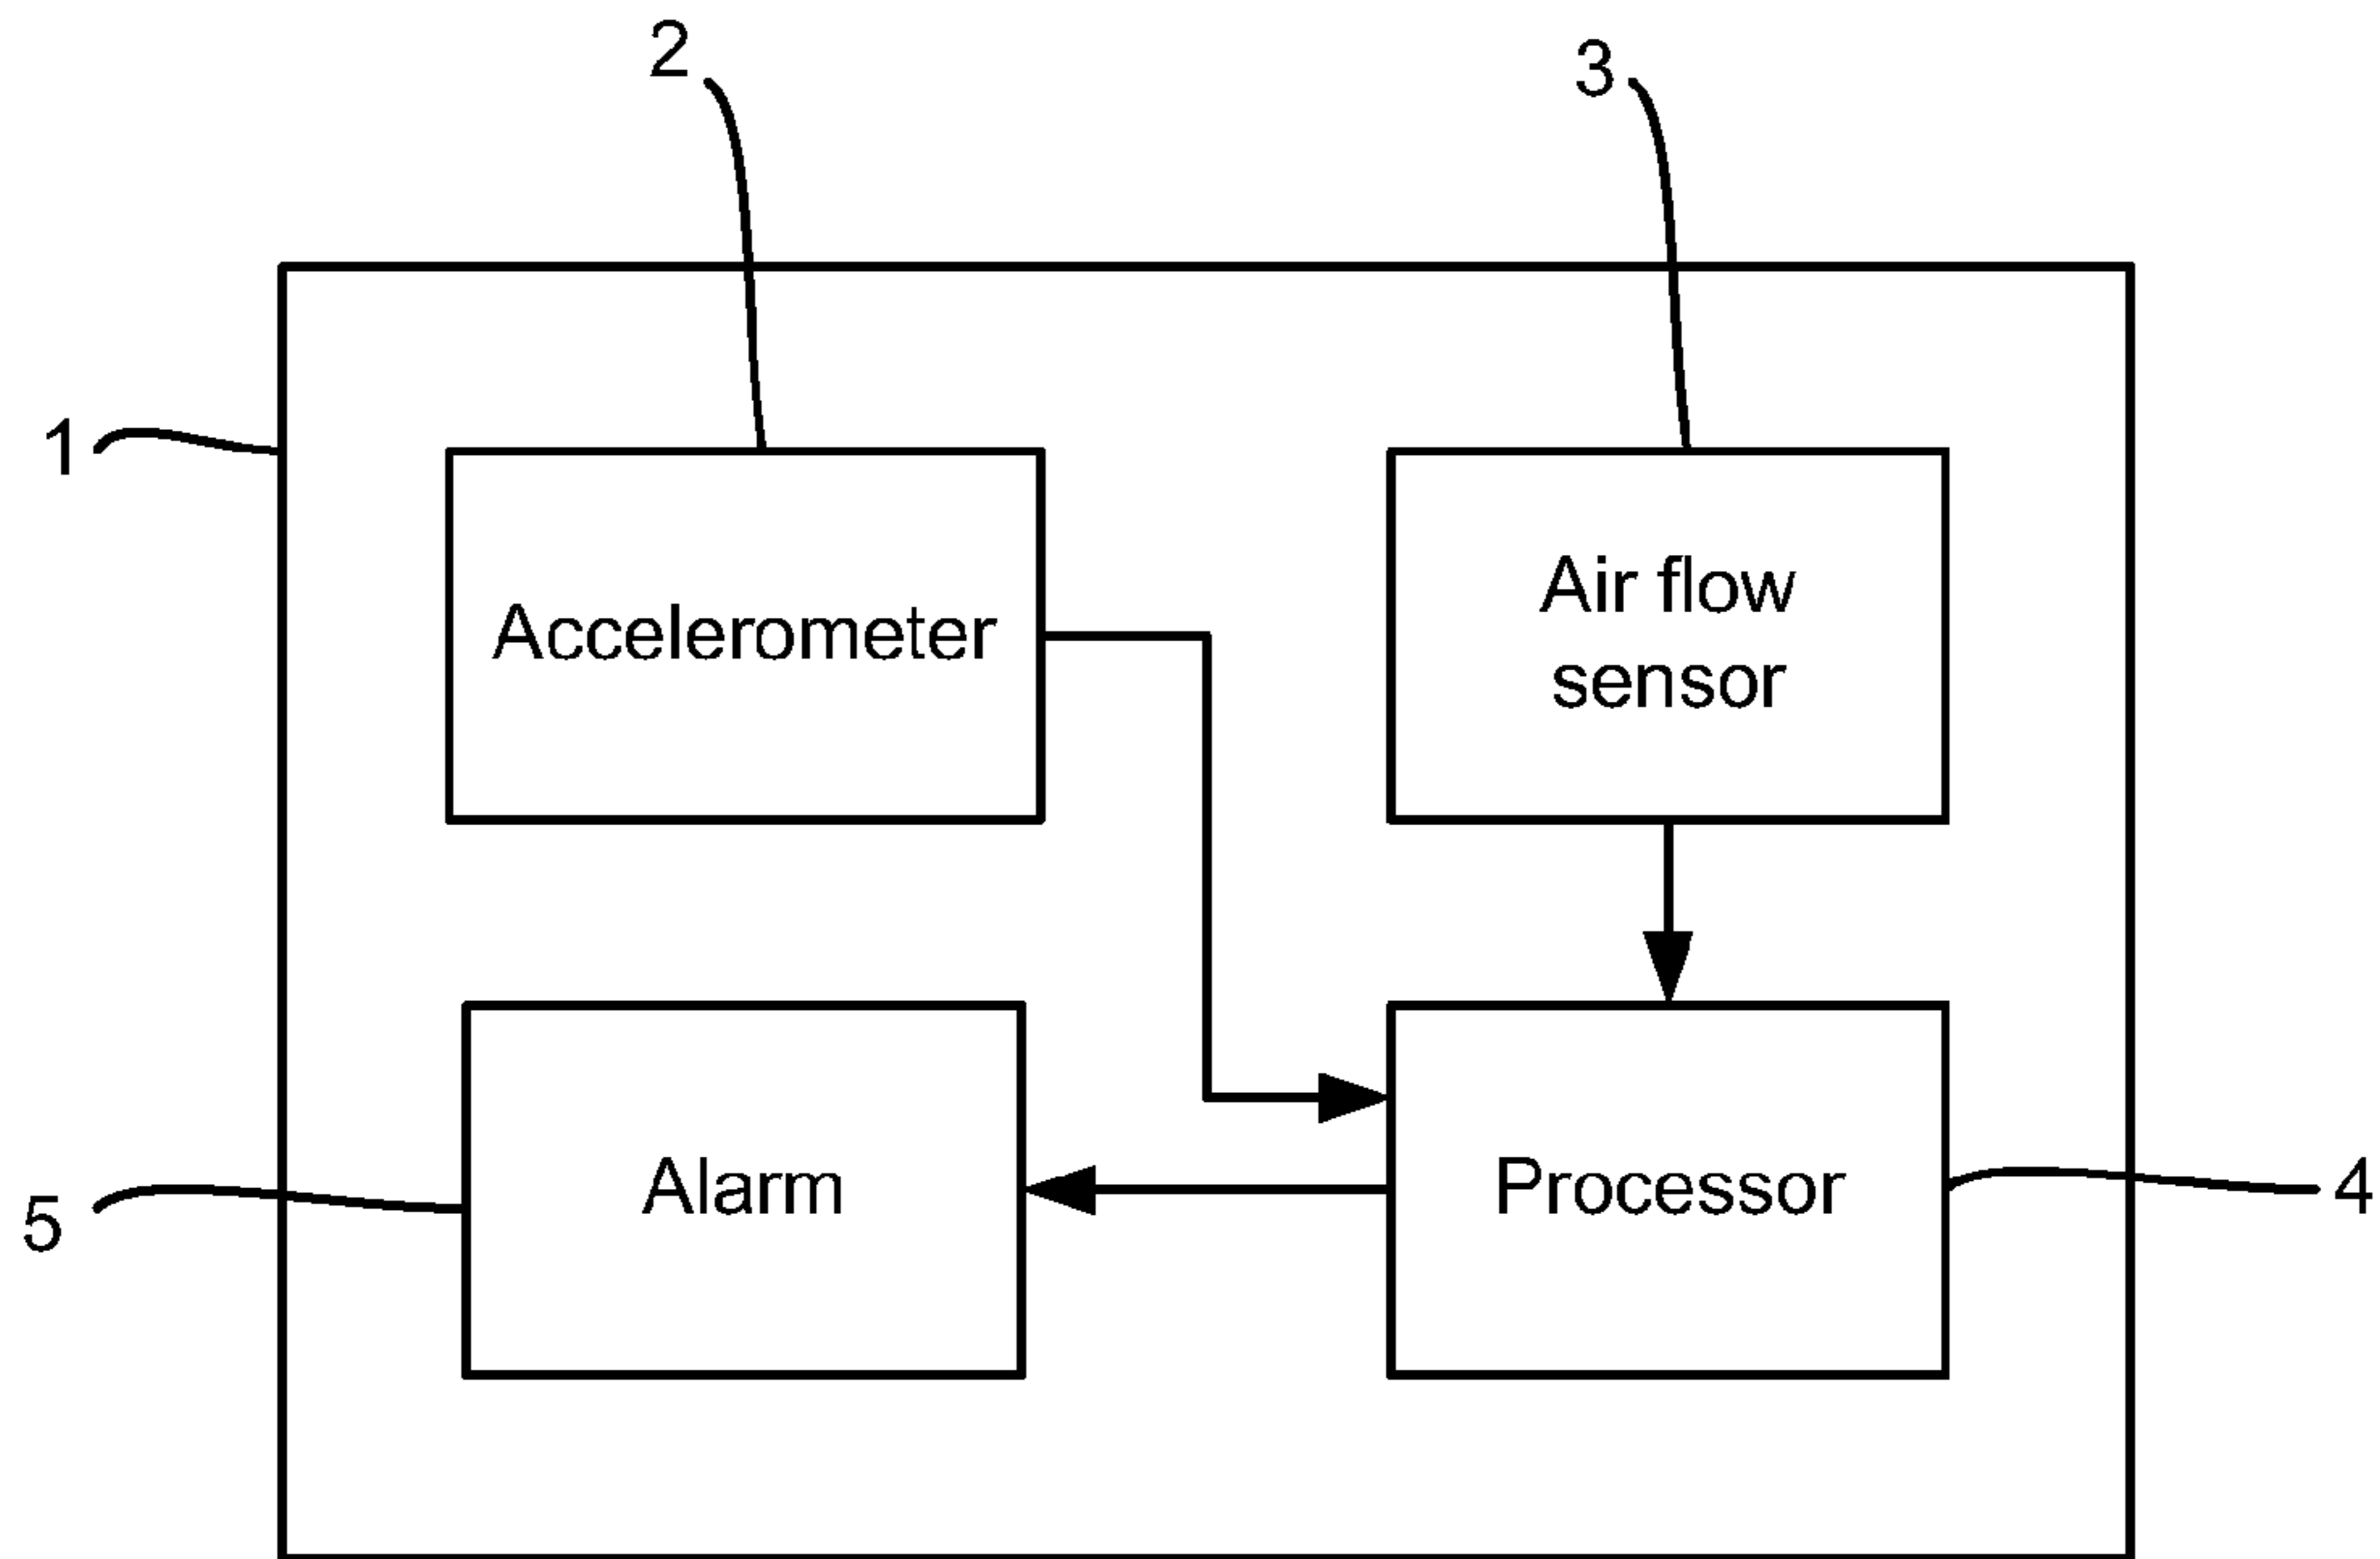 2
3
1
Accelerometer
Air flow
sensor
Alarm
Processor
5
4